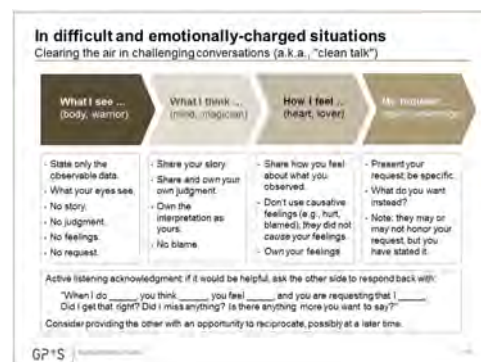 In difficult and emotionally-charged situations
Clearing the air in challenging conversations (a.k.a., "clean talk")
What I see ...
(body, warrior)
What I think ...
(mind, magician)
How I feel ...
(heart, lover)
My
- State only the
observable data.
- What your eyes see.
- No story.
- No judgment.
- No feelings.
- No request.
- Share your story.
- Share and own your
own judgment.
- Own the
interpretation as
yours.
- No blame.
- Share how you feel
about what you
observed.
- Don't use causative
feelings (e.g., hurt,
blamed), they did not
cause your feelings.
- Own your feelings
- Present your
request; be specific.
- What do you want
instead?
- Note: they may or
may not honor your
request, but you
have stated it.
Active listening acknowledgment: if it would be helpful, ask the other side to respond back with:
"When I do _____, you think _____, you feel _____ and you are requesting that I _____.
Did I get that right? Did I miss anything? Is there anything more you want to say?"
Consider providing the other with an opportunity to reciprocate, possibly at a later time.
GP*S